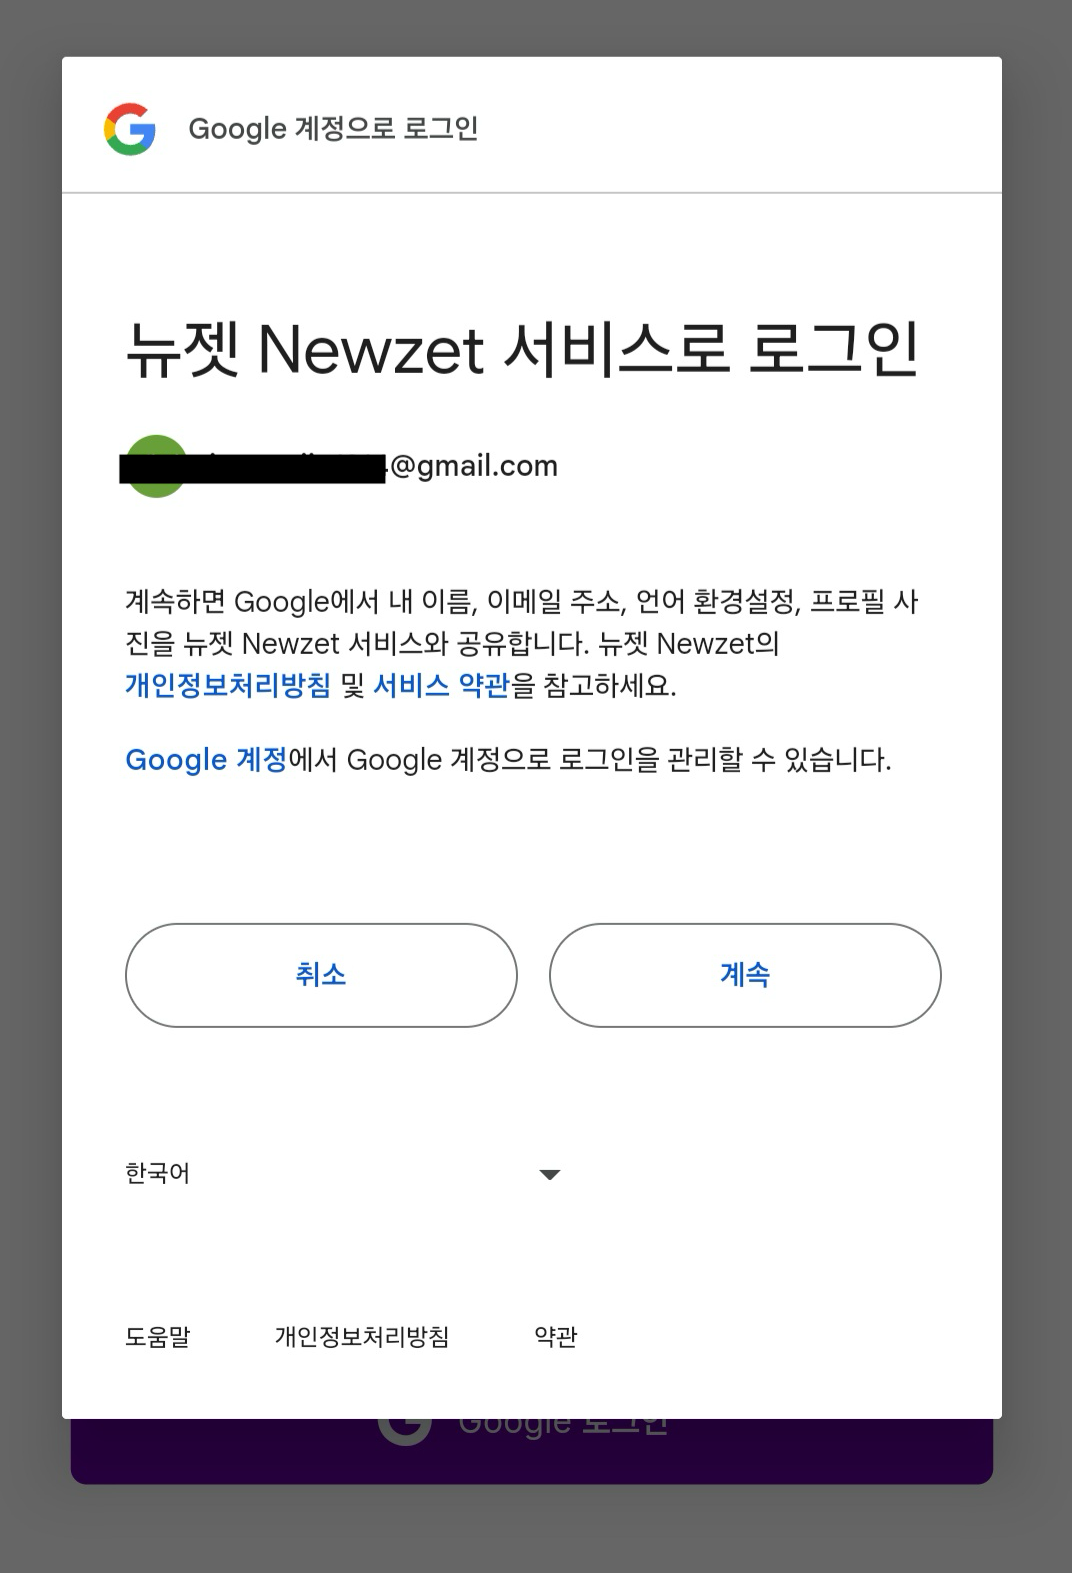 Google 계정으로 로그인
뉴젯 Newzet 서비스로 로그인
@gmail.com
계속하면 Google에서 내 이름, 이메일 주소, 언어 환경설정, 프로필 사
진을 뉴젯 Newzet 서비스와 공유합니다. 뉴젯 Newzet의
개인정보처리방침 및 서비스 약관을 참고하세요.
Google 계정에서 Google 계정으로 로그인을 관리할 수 있습니다.
취소 계속
한국어
도움말 개인정보처리방침 약관
Google 로그인